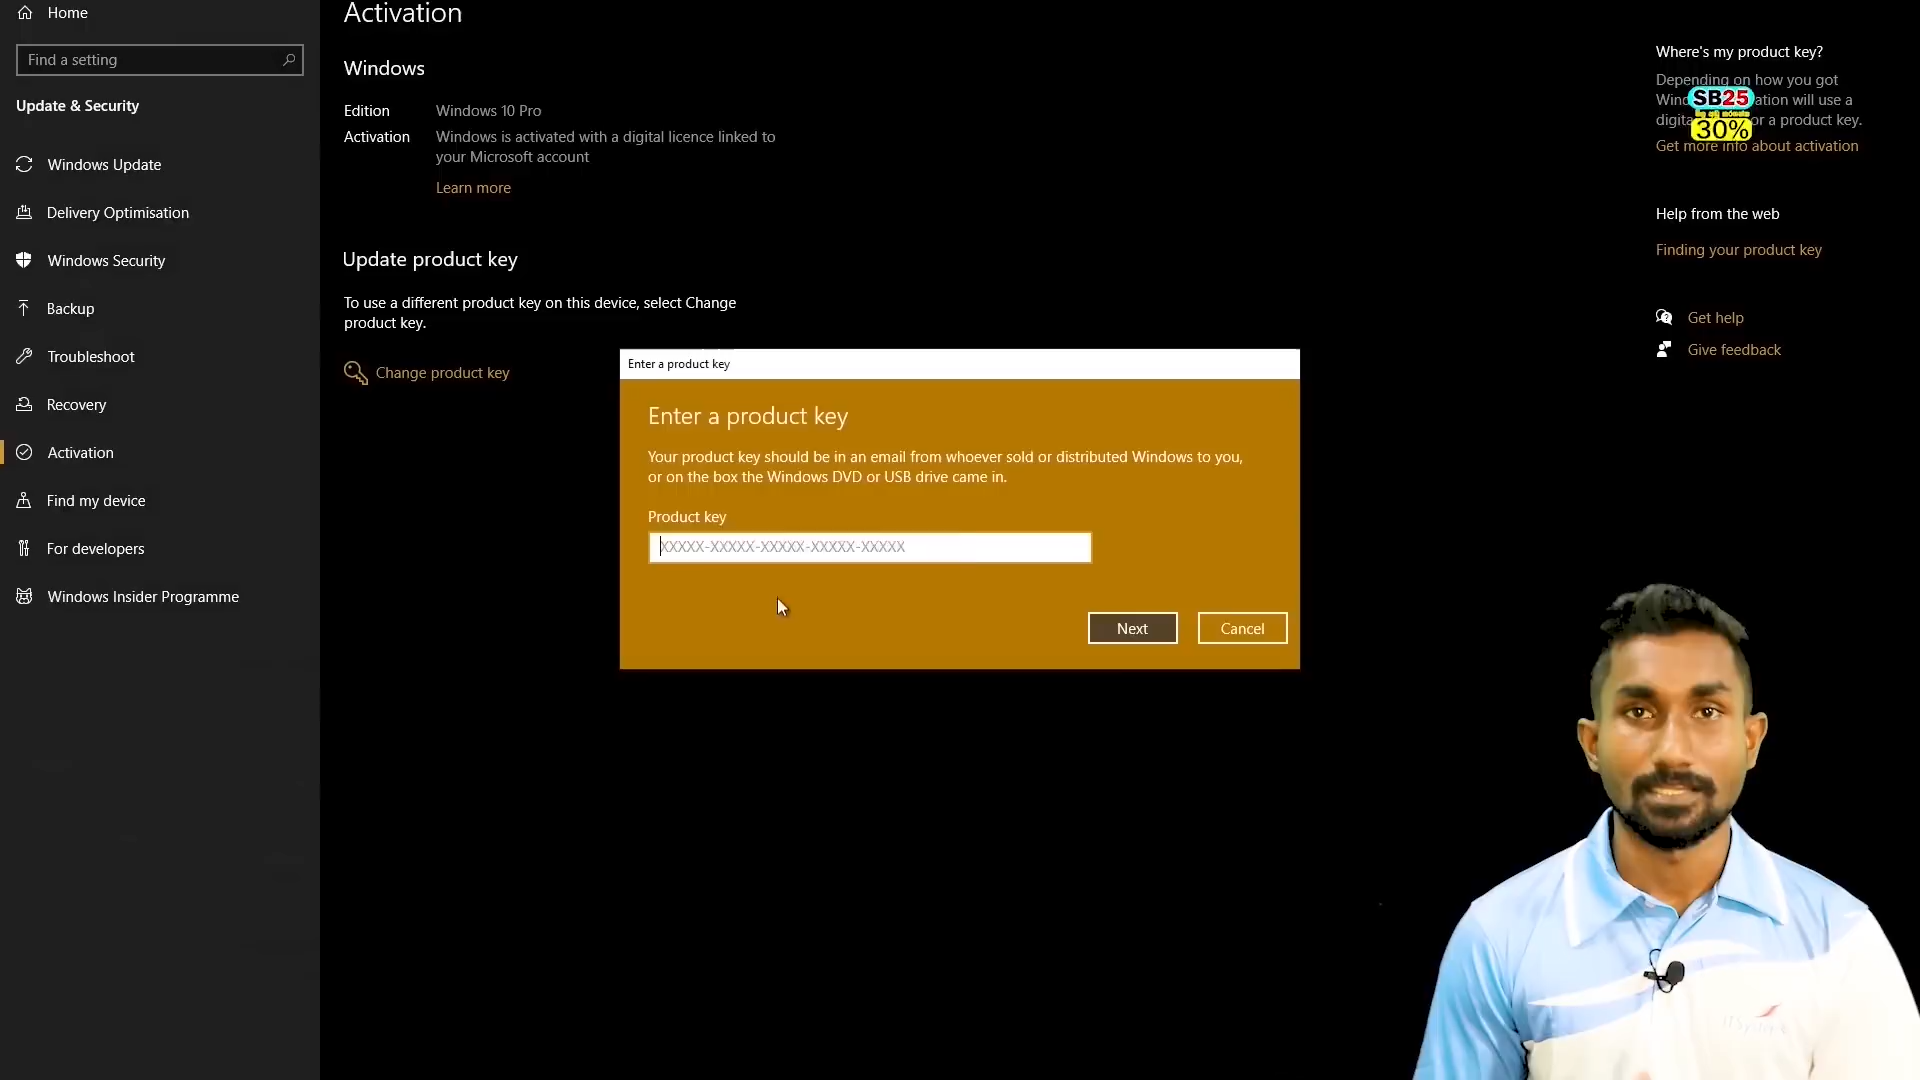 Home
Find a setting
Update & Security
Windows Update
Delivery Optimisation
Windows Security
Backup
Troubleshoot
Recovery
Activation
Find my device
For developers
Windows Insider Programme
Activation
Windows
Edition Windows 10 Pro
Activation Windows is activated with a digital licence linked to
your Microsoft account
Learn more
Update product key
To use a different product key on this device, select Change
product key.
Change product key
Enter a product key
Enter a product key
Your product key should be in an email from whoever sold or distributed Windows to you,
or on the box the Windows DVD or USB drive came in.
Product key
XXXXX-XXXXX-XXXXX-XXXXX-XXXXX
Next Cancel
Where's my product key?
Depending on how you got
will use a
or a product key.
Get more info about activation
SB25
30%
Help from the web
Finding your product key
Get help
Give feedback